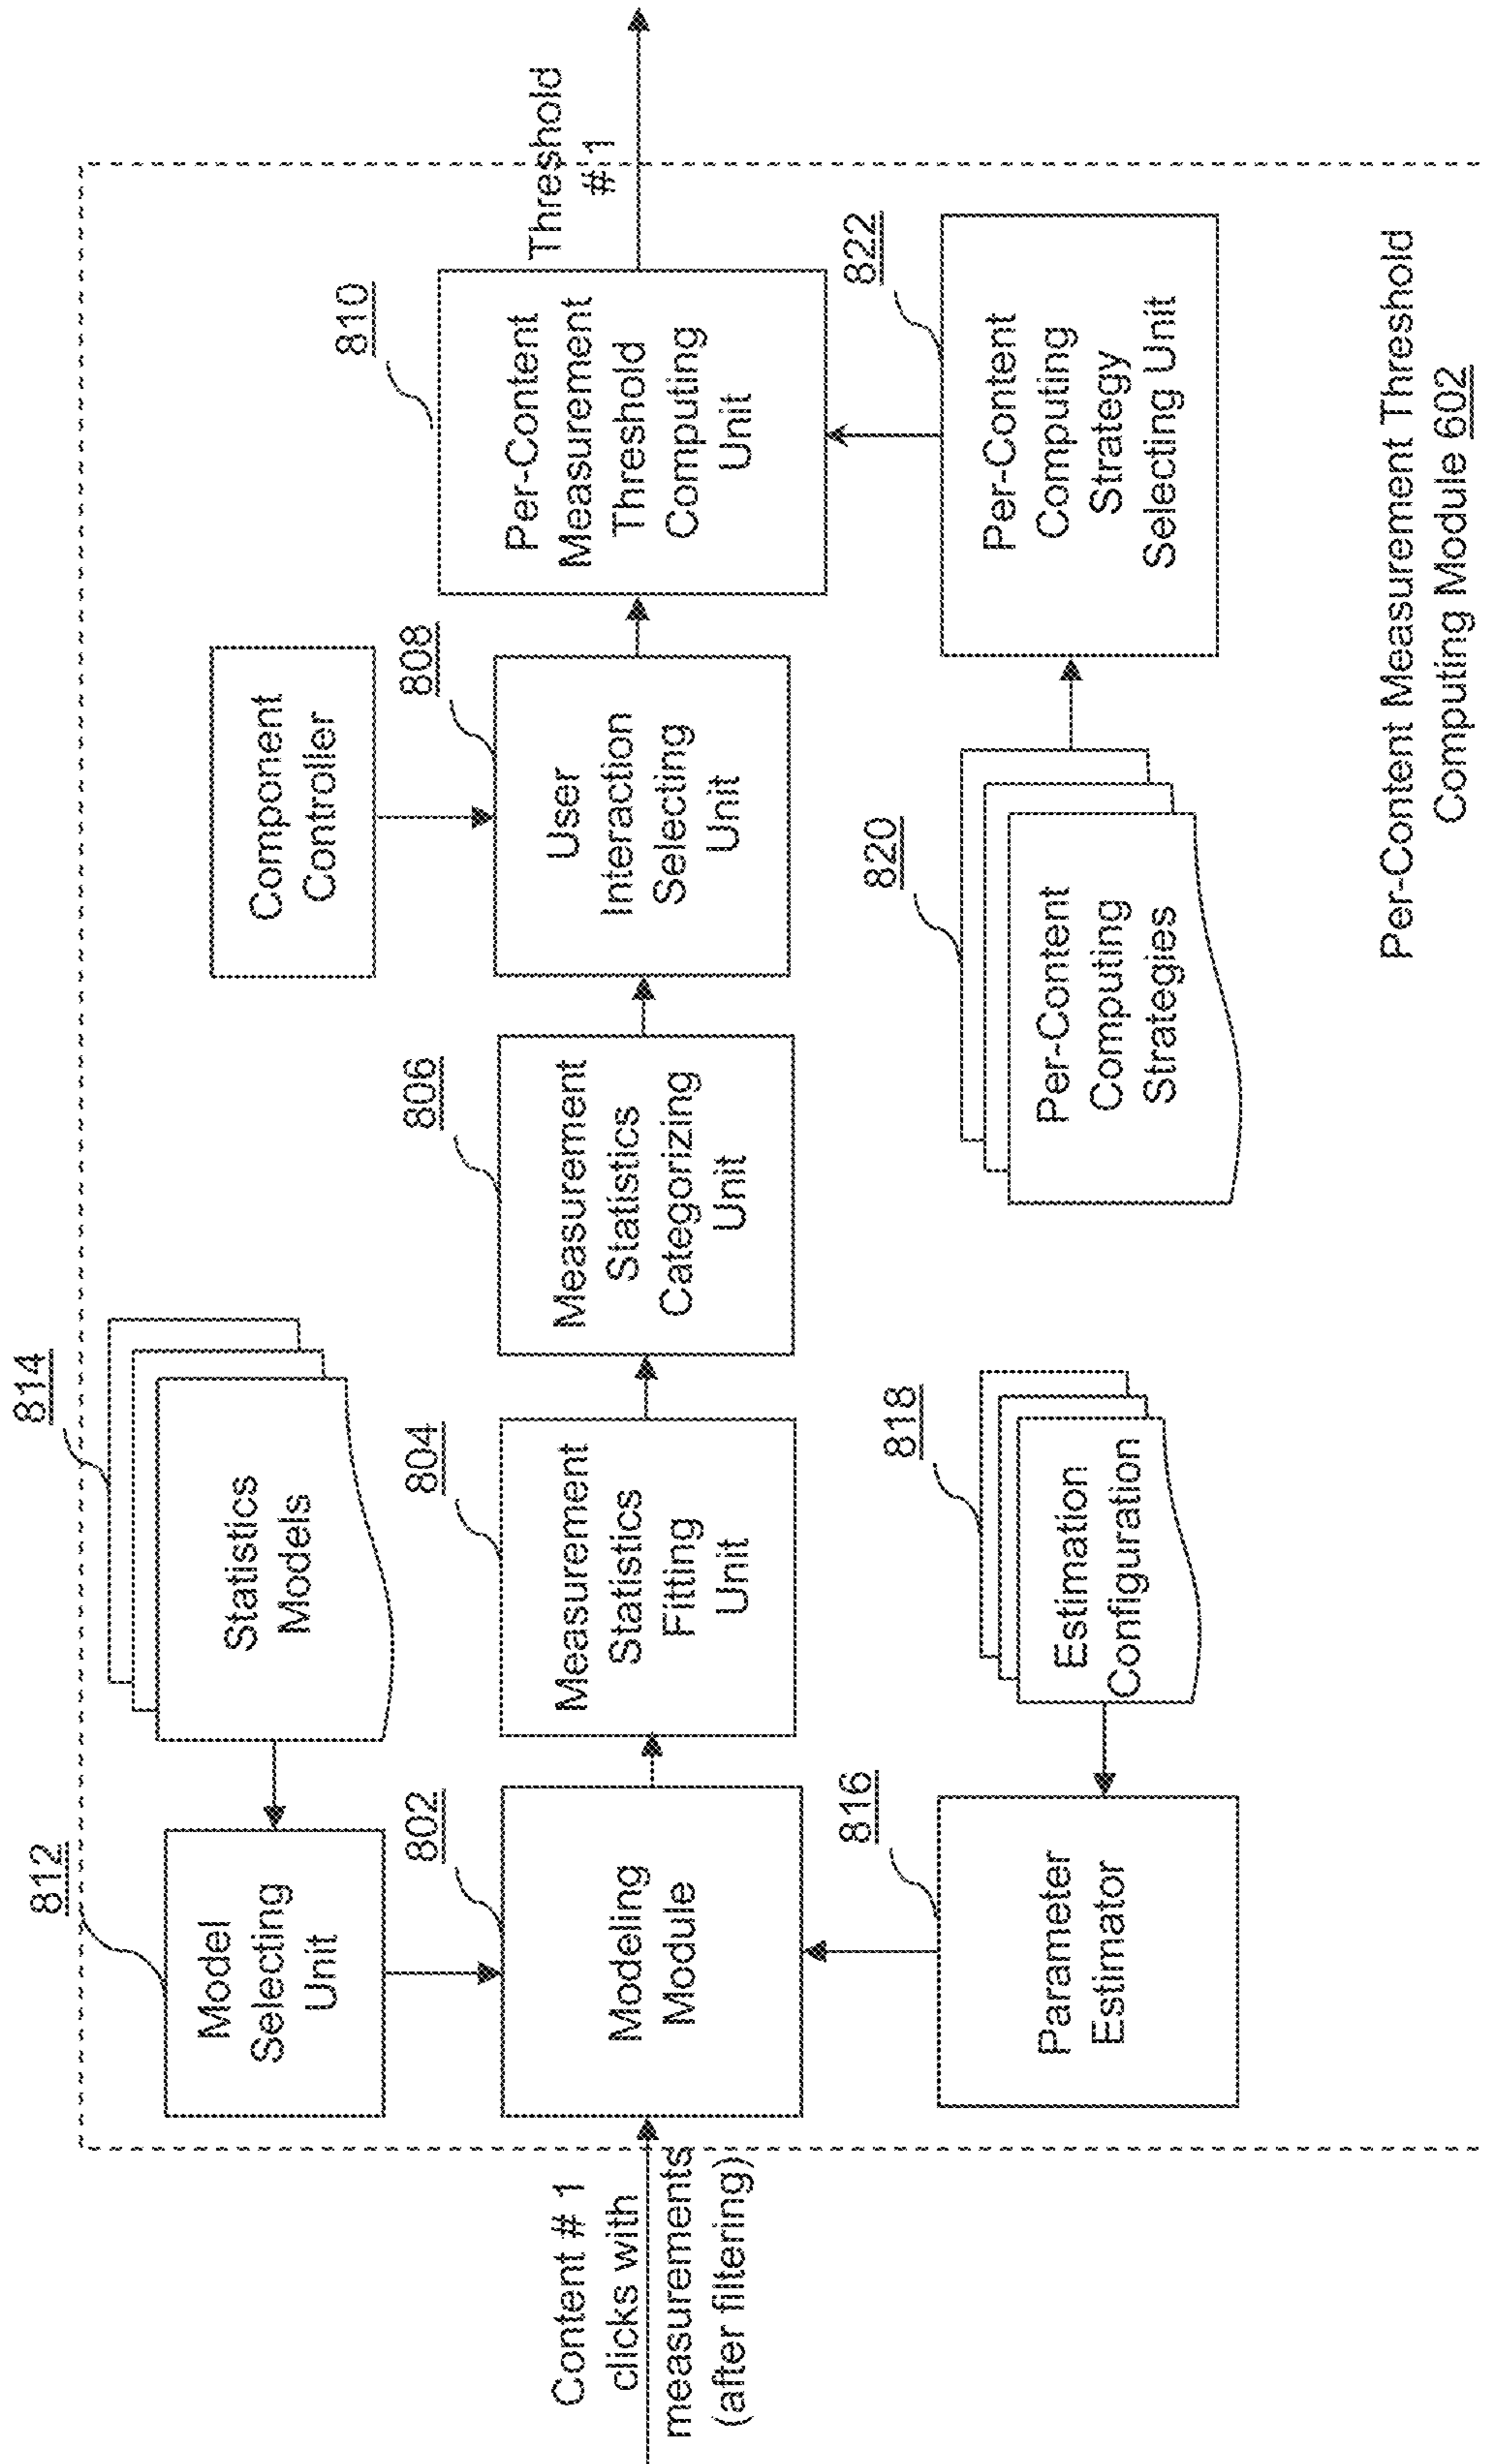 812
Model
Selecting
Unit
814
Statistics
Models
Component
Controller
Content # 1
clicks with
measurements
(after filtering)
802
Modeling
Module
804
Measurement
Statistics
Fitting
Unit
806
Measurement
Statistics
Categorizing
Unit
808
User
Interaction
Selecting
Unit
810
Per-Content
Measurement
Threshold
Computing
Unit
Threshold
# 1
816
Parameter
Estimator
818
Estimation
Configuration
820
Per-Content
Computing
Strategies
822
Per-Content
Computing
Strategy
Selecting Unit
Per-Content Measurement Threshold
Computing Module 602